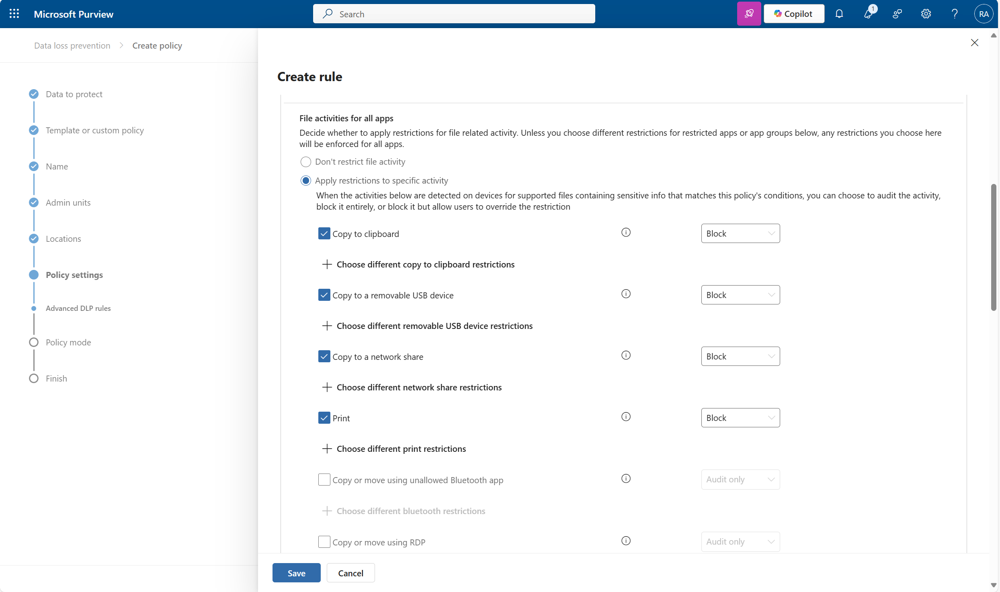 Microsoft Purview
Search
Copilot
1
RA
Data loss prevention
Create policy
Data to protect
Template or custom policy
Name
Admin units
Locations
Policy settings
Advanced DLP rules
Policy mode
Finish
Create rule
File activities for all apps
Decide whether to apply restrictions for file related activity. Unless you choose different restrictions for restricted apps or app groups below, any restrictions you choose here
will be enforced for all apps.
Don't restrict file activity
Apply restrictions to specific activity
When the activities below are detected on devices for supported files containing sensitive info that matches this policy's conditions, you can choose to audit the activity,
block it entirely, or block it but allow users to override the restriction
Copy to clipboard
Block
Choose different copy to clipboard restrictions
Copy to a removable USB device
Block
Choose different removable USB device restrictions
Copy to a network share
Block
Choose different network share restrictions
Print
Block
Choose different print restrictions
Copy or move using unallowed Bluetooth app
Audit only
Choose different bluetooth restrictions
Copy or move using RDP
Audit only
Save
Cancel